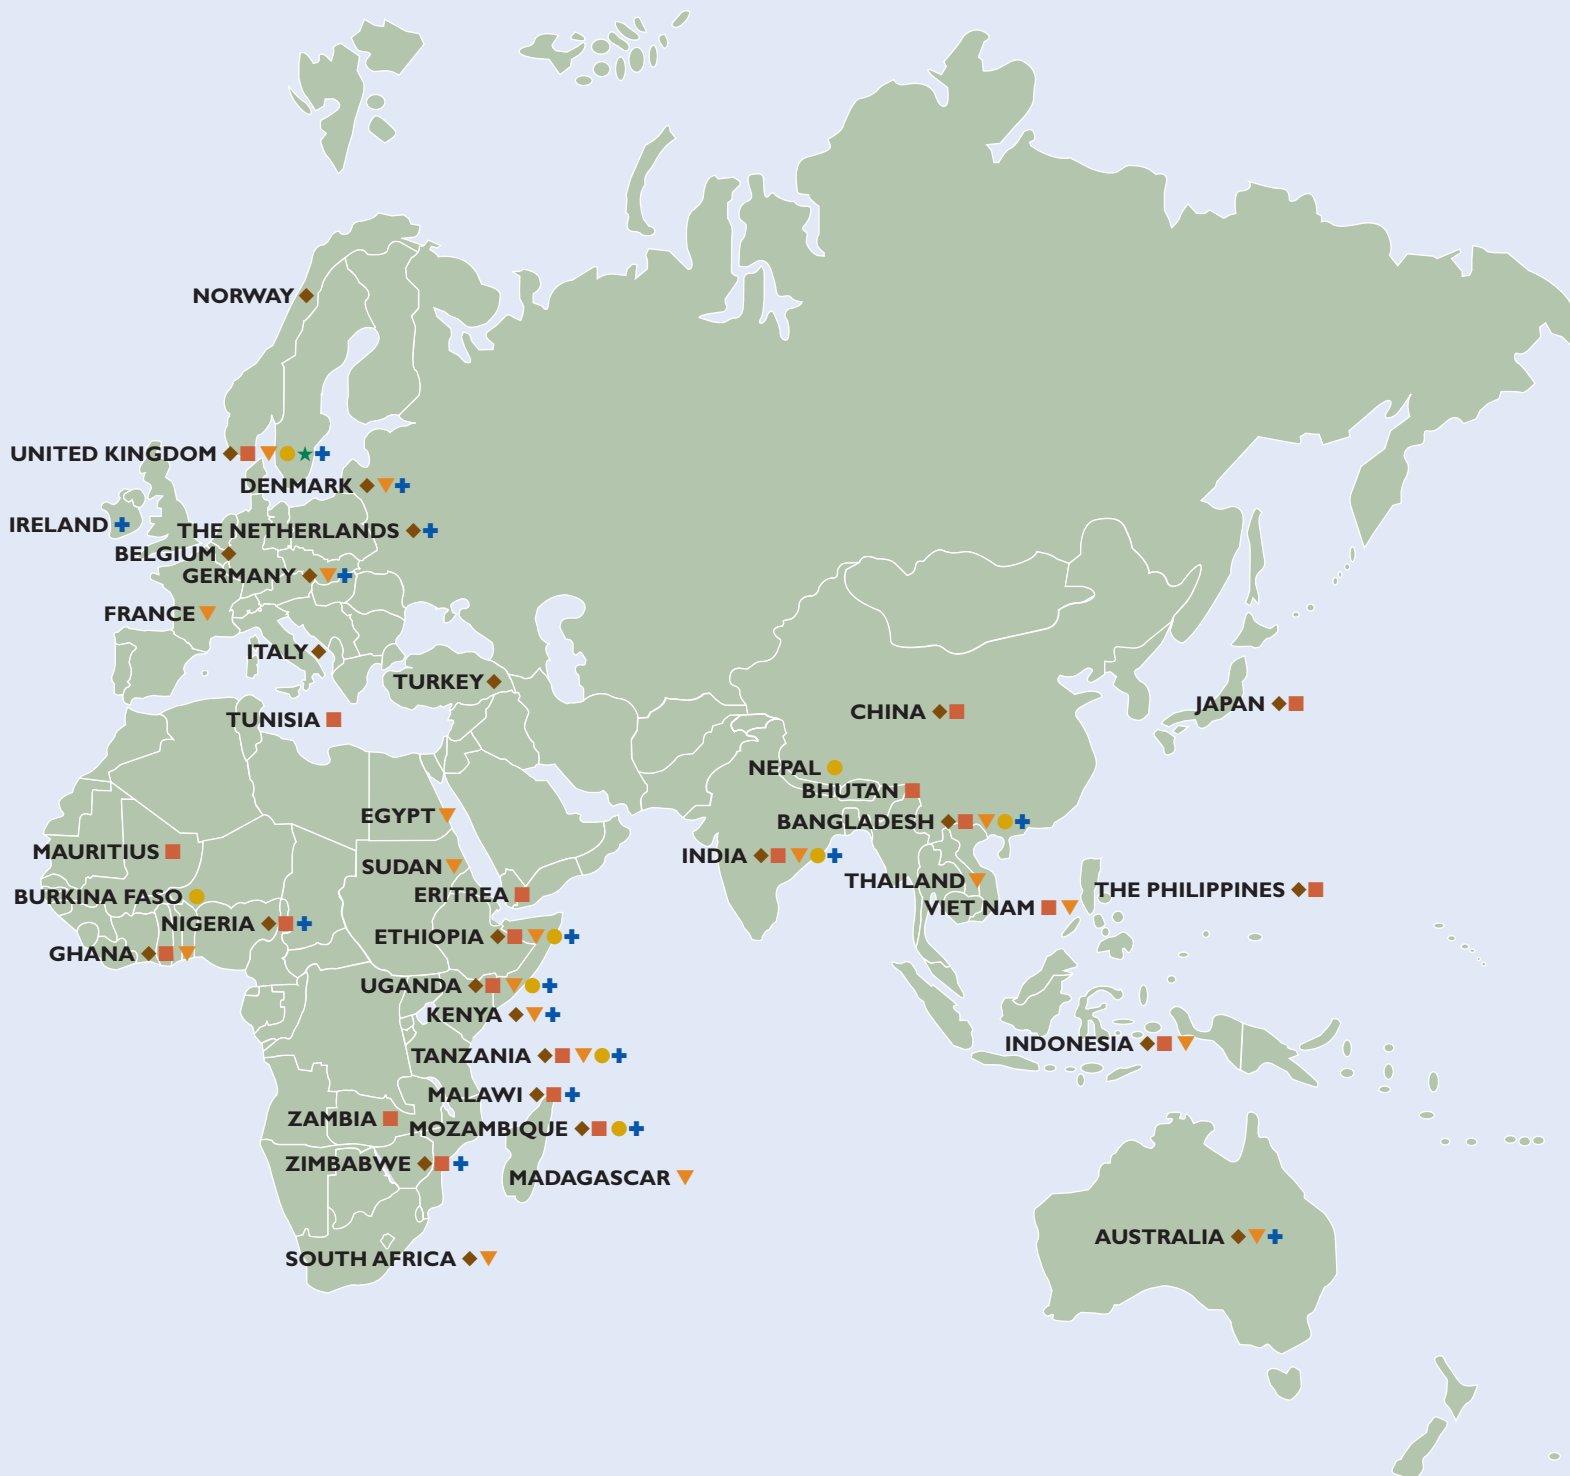 NORWAY
UNITED KINGDOM
DENMARK
IRELAND
THE NETHERLANDS
BELGIUM
GERMANY
FRANCE
ITALY
TURKEY
TUNISIA
CHINA
JAPAN
NEPAL
BHUTAN
EGYPT
BANGLADESH
MAURITIUS
INDIA
SUDAN
THAILAND
ERITREA
THE PHILIPPINES
BURKINA FASO
VIET NAM
NIGERIA
ETHIOPIA
GHANA
UGANDA
KENYA
INDONESIA
TANZANIA
MALAWI
ZAMBIA
MOZAMBIQUE
ZIMBABWE
MADAGASCAR
AUSTRALIA
SOUTH AFRICA